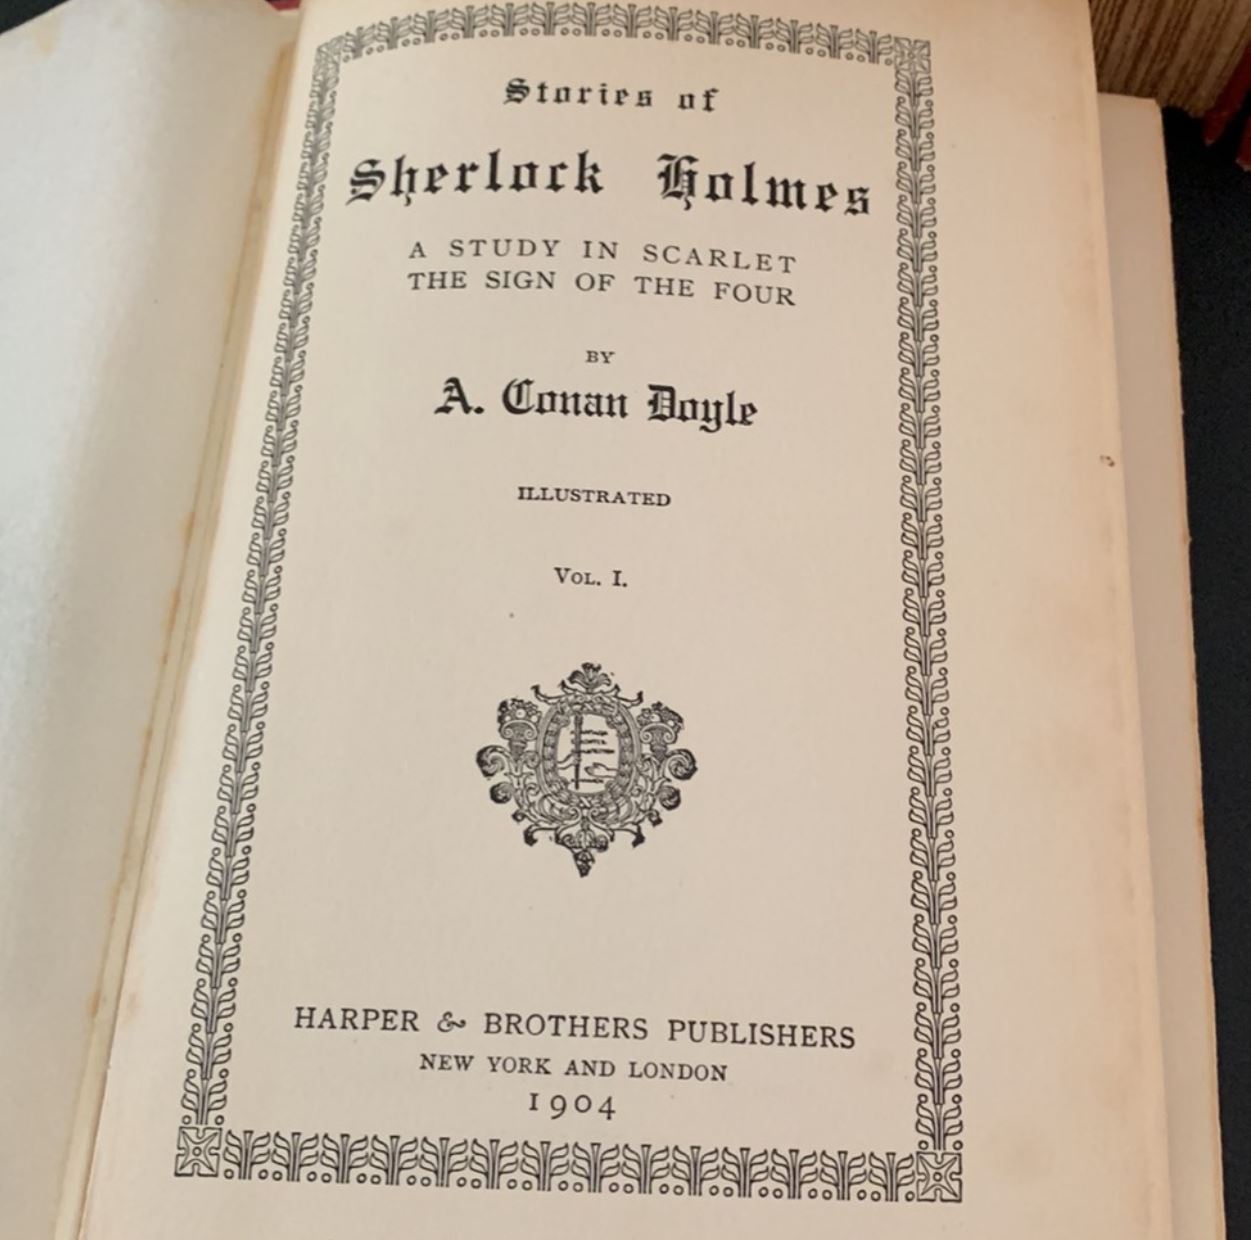 Stories of
Sherlock Holmes
A STUDY IN SCARLET
THE SIGN OF THE FOUR
BY
A. Conan Doyle
ILLUSTRATED
VOL. I.
HARPER & BROTHERS PUBLISHERS
NEW YORK AND LONDON
1904